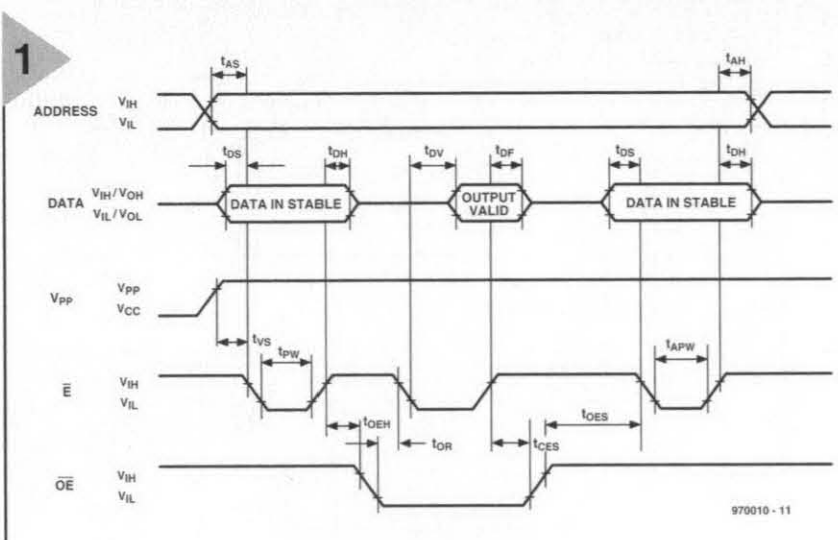 1
tAS
tAH
ADDRESS VIH
VIL
tDS tDH tDV tDF tDS tDH
DATA VIH/VOH
VIL/VOL
DATA IN STABLE
OUTPUT
VALID
DATA IN STABLE
VPP VPP
VCC
tVS
tPW
tAPW
E̅ VIH
VIL
tOEH
tOR
tCES
tOES
O̅E̅ VIH
VIL
970010 - 11